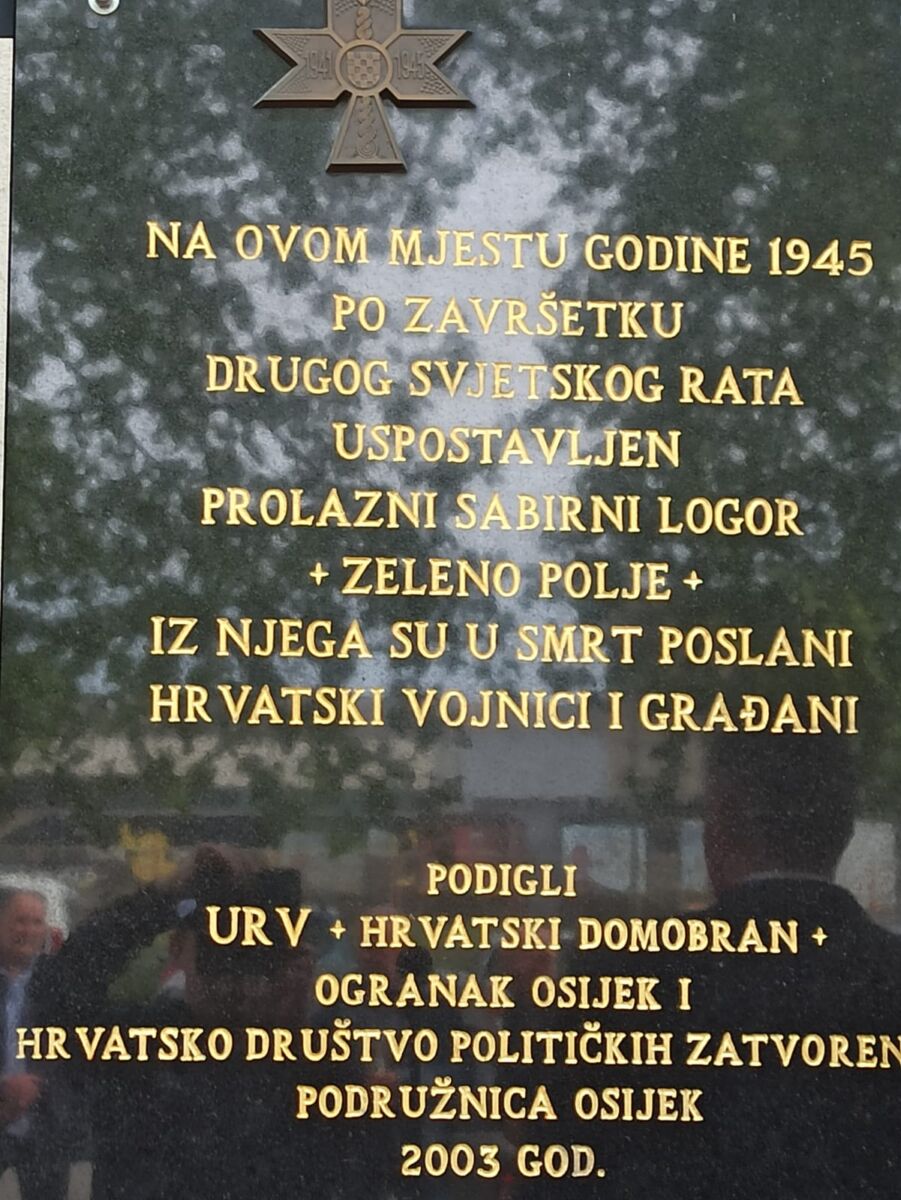 1941 1945
NA OVOM MJESTU GODINE 1945
PO ZAVRŠETKU
DRUGOG SVJETSKOG RATA
USPOSTAVLJEN
PROLAZNI SABIRNI LOGOR
+ ZELENO POLJE +
IZ NJEGA SU U SMRT POSLANI
HRVATSKI VOJNICI I GRAĐANI
PODIGLI
URV + HRVATSKI DOMOBRAN +
OGRANAK OSIJEK I
HRVATSKO DRUŠTVO POLITIČKIH ZATVOREN
PODRUŽNICA OSIJEK
2003 GOD.